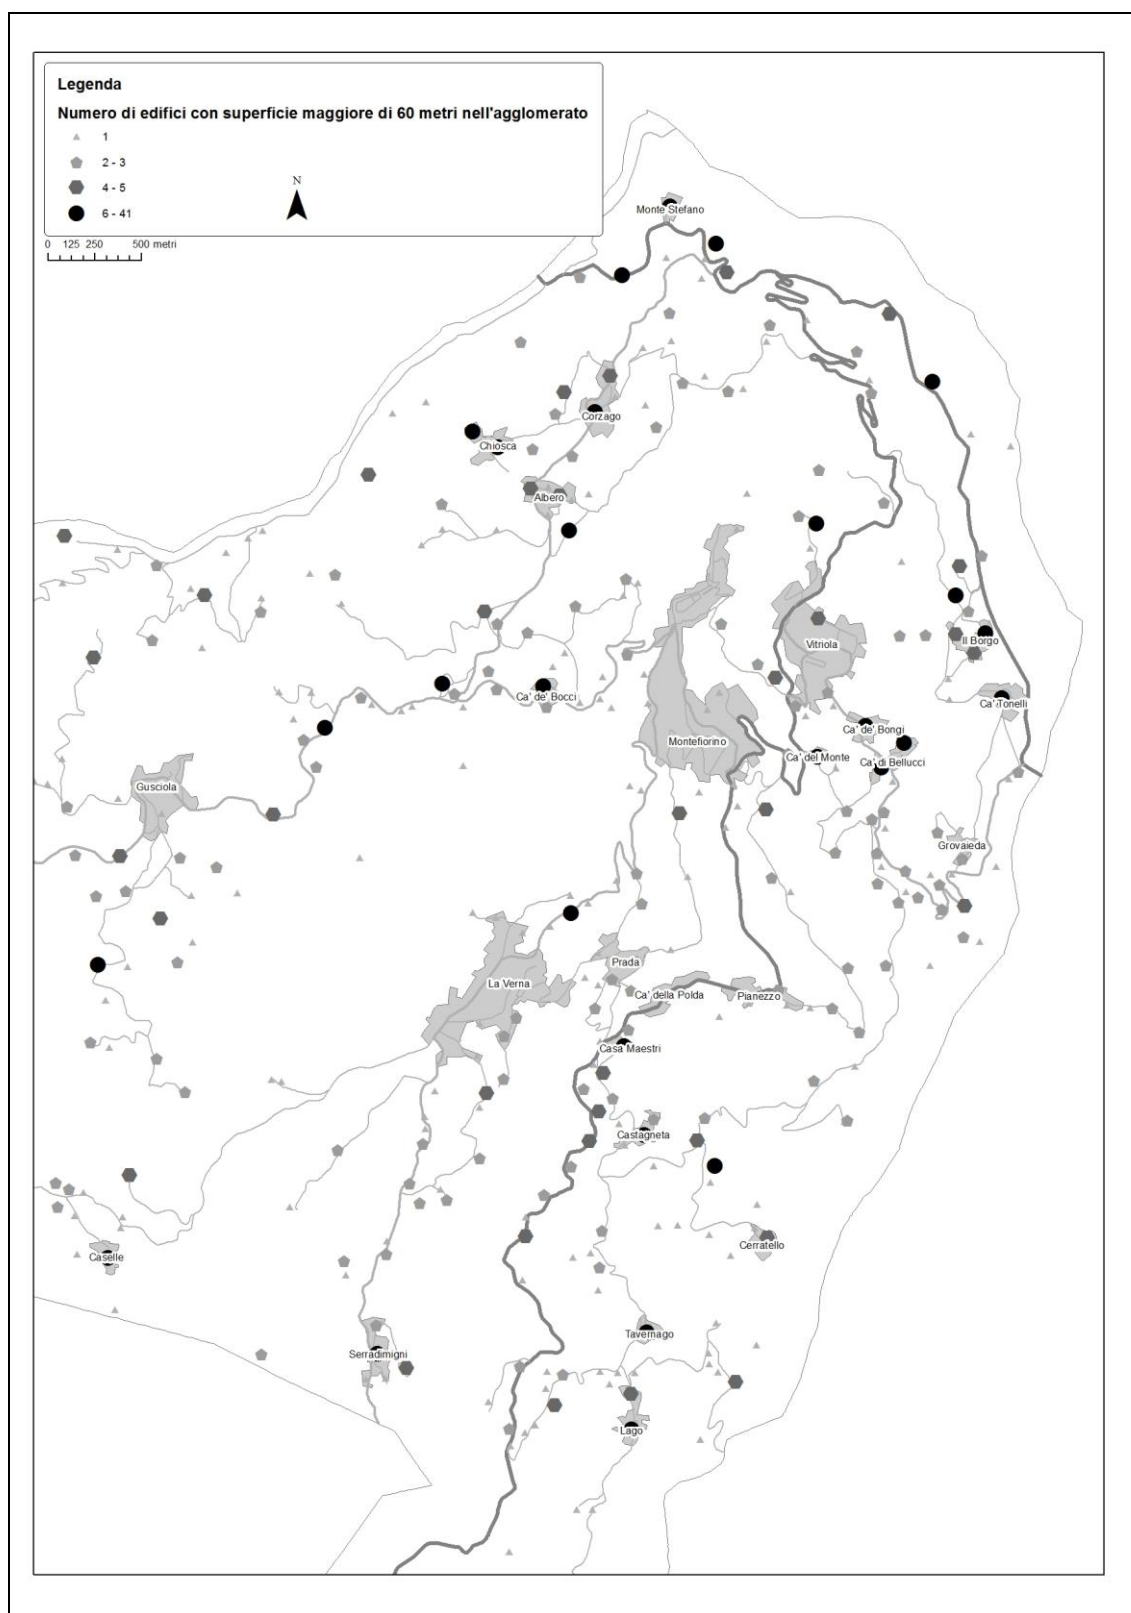 Legenda
Numero di edifici con superficie maggiore di 60 metri nell'agglomerato
1
2 - 3
4 - 5
6 - 41
N
0 125 250 500 metri
Monte Stefano
Corzago
Chiosca
Albero
Vitriola
Il Borgo
Ca' de' Bocci
Ca' Tonelli
Ca' de' Bongi
Montefiorino
Ca' del Monte
Ca' di Bellucci
Gusciola
Grovaieda
Prada
La Verna
Ca' della Polda
Pianezzo
Casa Maestri
Castagneta
Cerratello
Caselle
Tavernago
Serradimigni
Lago